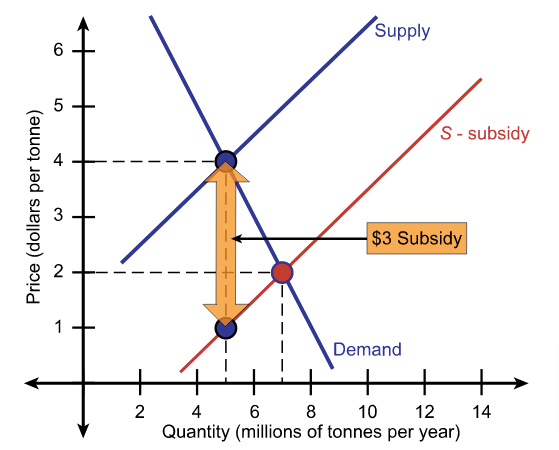 Supply
6
5
S - subsidy
4
3
$3 Subsidy
2
1
Demand
2 4 6 8 10 12 14
Quantity (millions of tonnes per year)
Price (dollars per tonne)